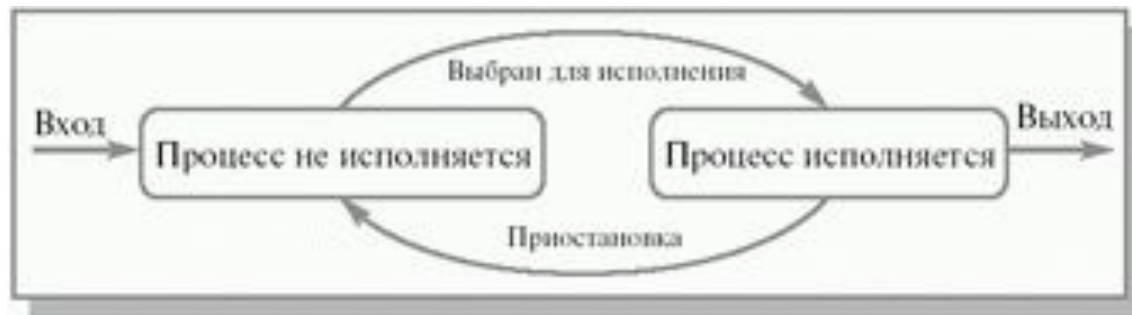 Выбран для исполнения
Вход
Процесс не исполняется
Процесс исполняется
Выход
Приостановка